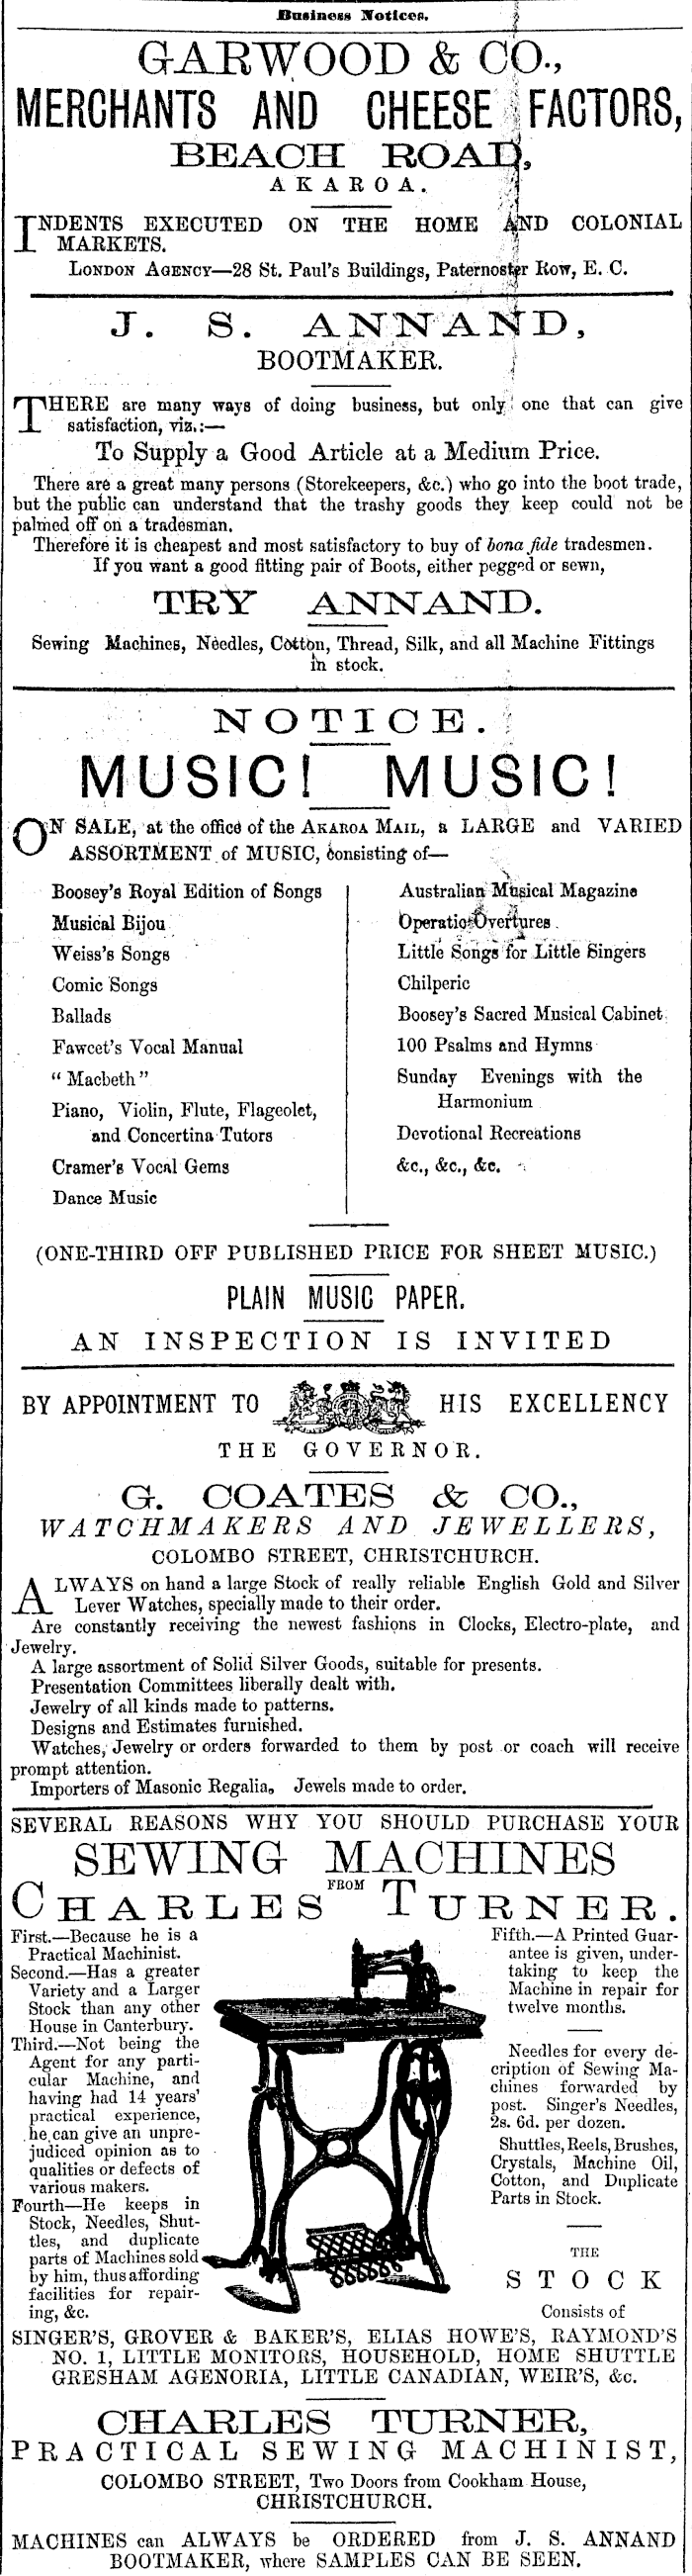 Business Notices.
GARWOOD & CO.,
MERCHANTS AND CHEESE FACTORS,
BEACH ROAD,
AKAROA.
INDENTS EXECUTED ON THE HOME AND COLONIAL
MARKETS.
LONDON AGENCY—28 St. Paul's Buildings, Paternoster Row, E. C.
J. S. ANNAND,
BOOTMAKER.
THERE are many ways of doing business, but only one that can give
satisfaction, viz.:—
To Supply a Good Article at a Medium Price.
There are a great many persons (Storekeepers, &c.) who go into the boot trade,
but the public can understand that the trashy goods they keep could not be
palmed off on a tradesman.
Therefore it is cheapest and most satisfactory to buy of bona fide tradesmen.
If you want a good fitting pair of Boots, either pegged or sewn,
TRY ANNAND.
Sewing Machines, Needles, Cotton, Thread, Silk, and all Machine Fittings
in stock.
NOTICE.
MUSIC! MUSIC!
ON SALE, at the office of the AKAROA MAIL, a LARGE and VARIED
ASSORTMENT of MUSIC, consisting of—
Boosey's Royal Edition of Songs
Musical Bijou
Weiss's Songs
Comic Songs
Ballads
Fawcet's Vocal Manual
"Macbeth"
Piano, Violin, Flute, Flageolet,
and Concertina Tutors
Cramer's Vocal Gems
Dance Music
Australian Musical Magazine
Operatic Overtures
Little Songs for Little Singers
Chilperic
Boosey's Sacred Musical Cabinet
100 Psalms and Hymns
Sunday Evenings with the
Harmonium
Devotional Recreations
&c., &c., &c.
(ONE-THIRD OFF PUBLISHED PRICE FOR SHEET MUSIC.)
PLAIN MUSIC PAPER.
AN INSPECTION IS INVITED
BY APPOINTMENT TO HIS EXCELLENCY
THE GOVERNOR.
G. COATES & CO.,
WATCHMAKERS AND JEWELLERS,
COLOMBO STREET, CHRISTCHURCH.
ALWAYS on hand a large Stock of really reliable English Gold and Silver
Lever Watches, specially made to their order.
Are constantly receiving the newest fashions in Clocks, Electro-plate, and
Jewelry.
A large assortment of Solid Silver Goods, suitable for presents.
Presentation Committees liberally dealt with.
Jewelry of all kinds made to patterns.
Designs and Estimates furnished.
Watches, Jewelry or orders forwarded to them by post or coach will receive
prompt attention.
Importers of Masonic Regalia. Jewels made to order.
SEVERAL REASONS WHY YOU SHOULD PURCHASE YOUR
SEWING MACHINES
FROM
CHARLES TURNER.
First.—Because he is a
Practical Machinist.
Second.—Has a greater
Variety and a Larger
Stock than any other
House in Canterbury.
Third.—Not being the
Agent for any parti-
cular Machine, and
having had 14 years'
practical experience,
he can give an unpre-
judiced opinion as to
qualities or defects of
various makers.
Fourth—He keeps in
Stock, Needles, Shut-
tles, and duplicate
parts of Machines sold
by him, thus affording
facilities for repair-
ing, &c.
Fifth.—A Printed Guar-
antee is given, under-
taking to keep the
Machine in repair for
twelve months.
Needles for every de-
cription of Sewing Ma-
chines forwarded by
post. Singer's Needles,
2s. 6d. per dozen.
Shuttles, Reels, Brushes,
Crystals, Machine Oil,
Cotton, and Duplicate
Parts in Stock.
THE
STOCK
Consists of
SINGER'S, GROVER & BAKER'S, ELIAS HOWE'S, RAYMOND'S
NO. 1, LITTLE MONITORS, HOUSEHOLD, HOME SHUTTLE
GRESHAM AGENORIA, LITTLE CANADIAN, WEIR'S, &c.
CHARLES TURNER,
PRACTICAL SEWING MACHINIST,
COLOMBO STREET, Two Doors from Cookham House,
CHRISTCHURCH.
MACHINES can ALWAYS be ORDERED from J. S. ANNAND
BOOTMAKER, where SAMPLES CAN BE SEEN.